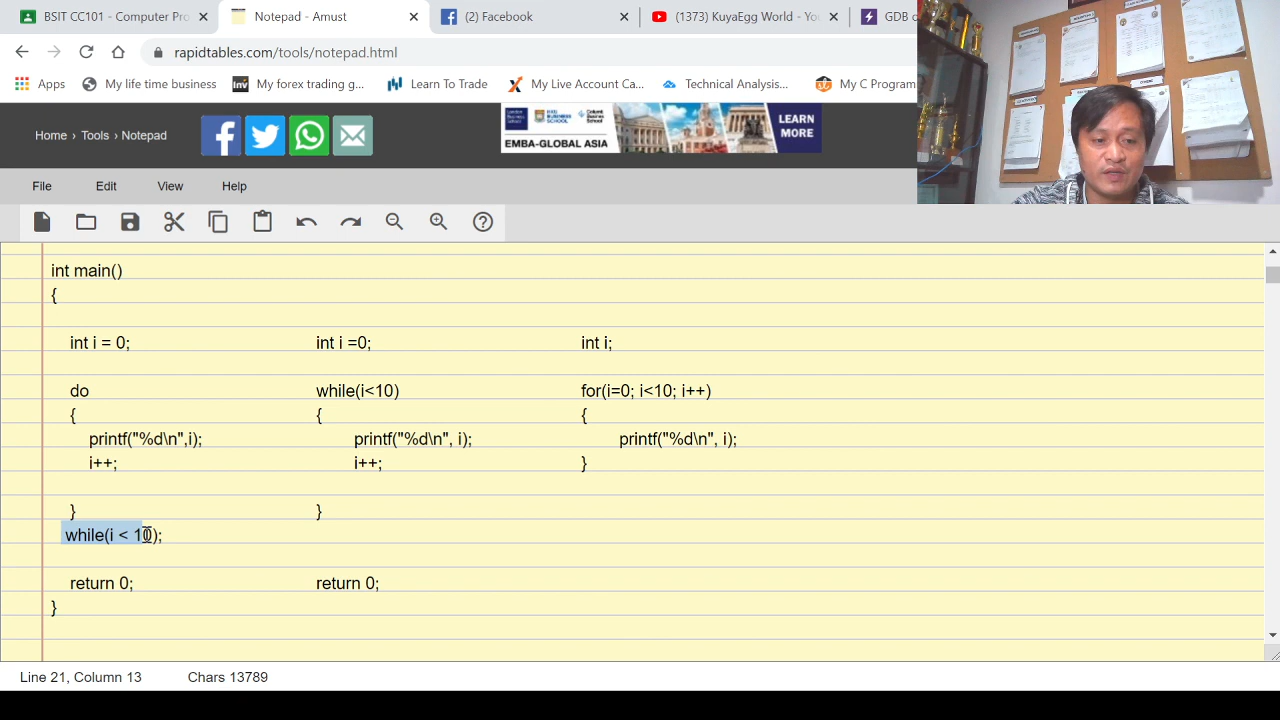 BSIT CC101 - Computer Pro
Notepad - Amust
(2) Facebook
(1373) Kung Egg World - Yo
GDB o
rapidtables.com/tools/notepad.html
Apps
My life time business
My forex trading g...
Learn To Trade
My Live Account Ca...
Technical Analysis...
My C Program
Home › Tools › Notepad
EMBA-GLOBAL ASIA
LEARN MORE
File Edit View Help
int main()
{
int i = 0; int i =0; int i;
do while(i<10) for(i=0; i<10; i++)
{ { {
printf("%d\n",i); printf("%d\n", i); printf("%d\n", i);
i++; i++; }
} }
while(i < 10);
return 0; return 0;
}
Line 21, Column 13 Chars 13789